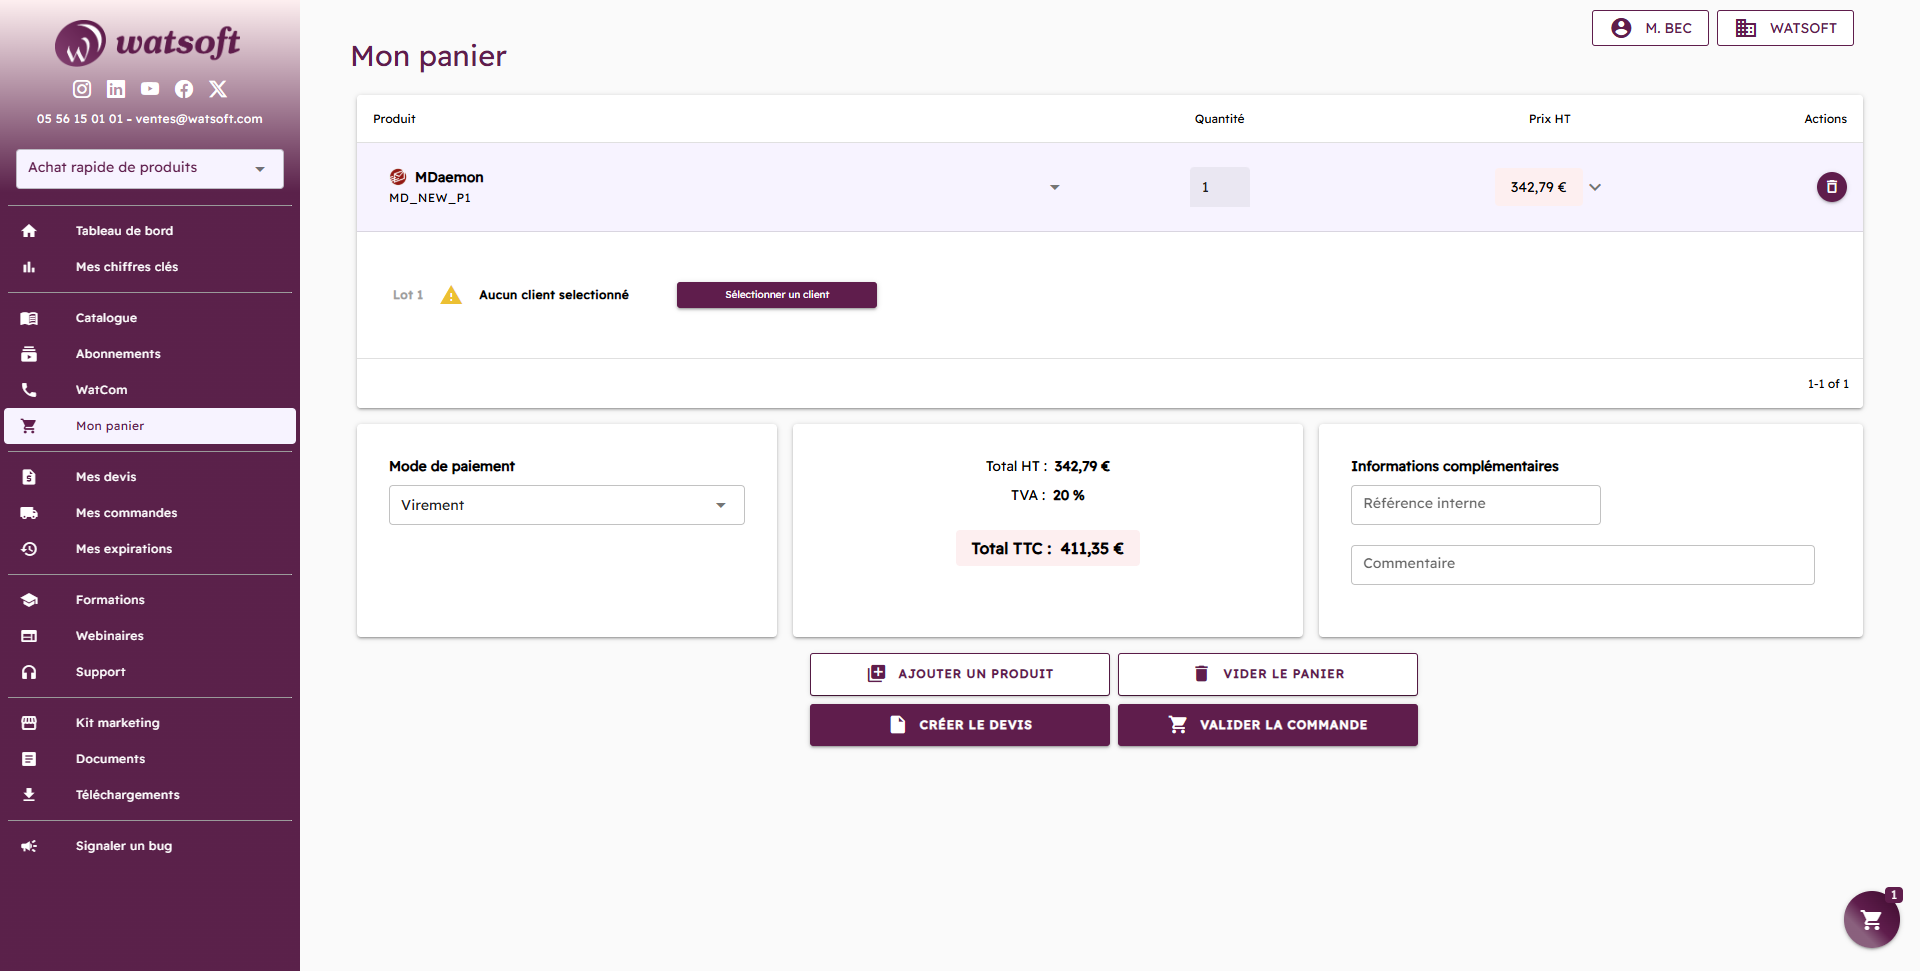 watsoft
05 56 15 01 01 - ventes@watsoft.com
Achat rapide de produits
Tableau de bord
Mes chiffres clés
Catalogue
Abonnements
WatCom
Mon panier
Mes devis
Mes commandes
Mes expirations
Formations
Webinaires
Support
Kit marketing
Documents
Téléchargements
Signaler un bug
M. BEC
WATSOFT
Mon panier
Produit Quantité Prix HT Actions
MDaemon
MD_NEW_P1
1
342,79 €
Lot 1 Aucun client selectionné Sélectionner un client
1-1 of 1
Mode de paiement
Virement
Total HT : 342,79 €
TVA : 20 %
Total TTC : 411,35 €
Informations complémentaires
Référence interne
Commentaire
AJOUTER UN PRODUIT
VIDER LE PANIER
CRÉER LE DEVIS
VALIDER LA COMMANDE
1